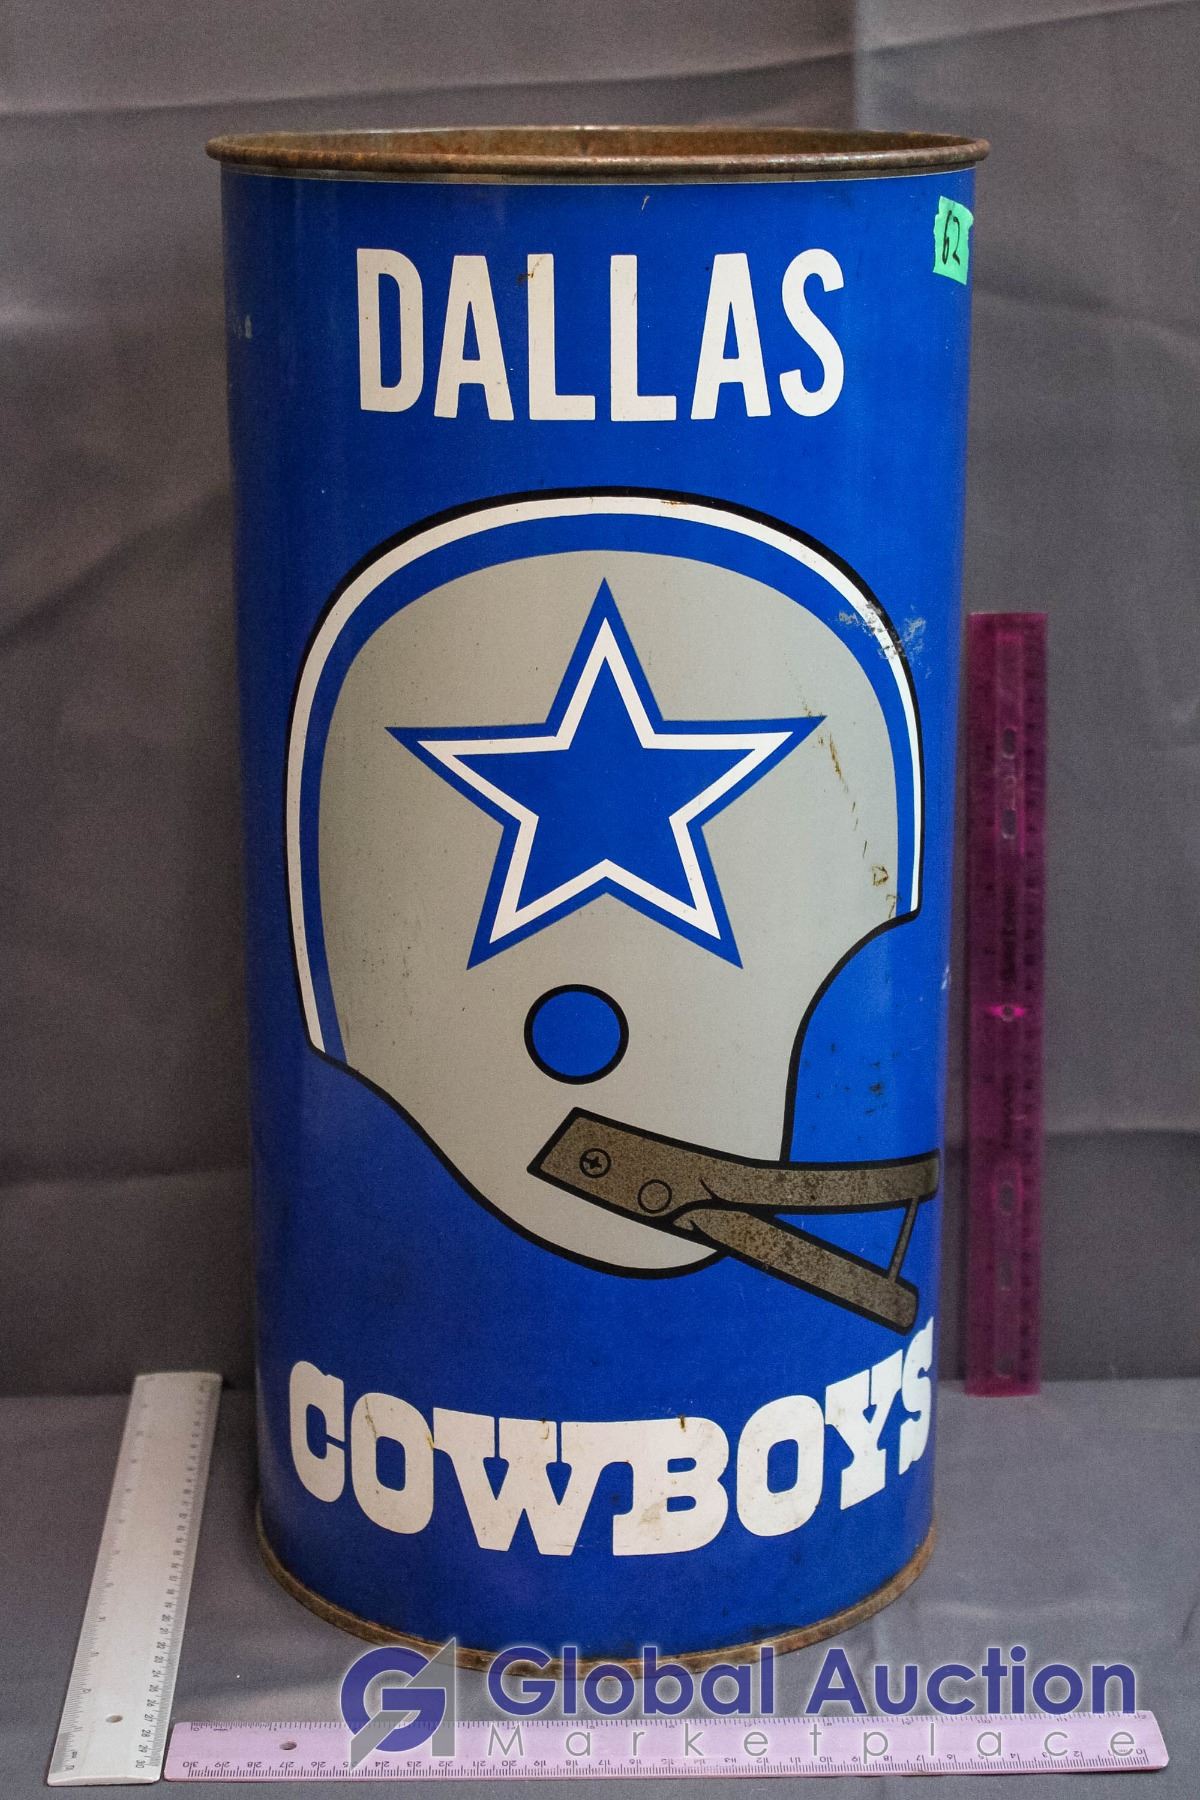 DALLAS
62
COWBOYS
Global Auction
Marketplace